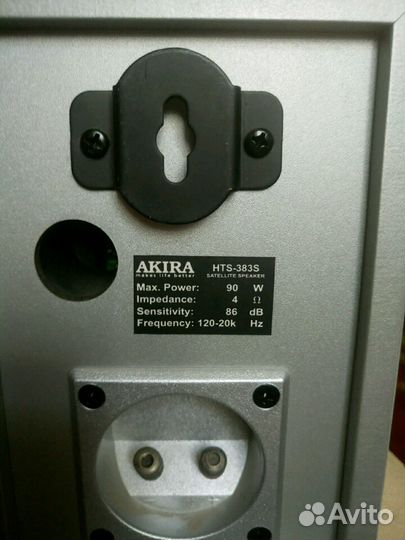 AKIRA HTS-383S
makes life better SATELLITE SPEAKER
Max. Power: 90 W
Impedance: 4 Ω
Sensitivity: 86 dB
Frequency: 120-20k Hz
Avito